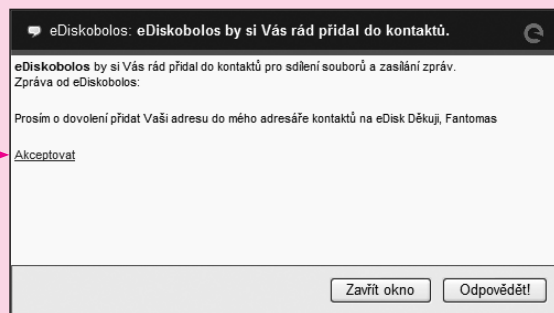 eDiskobolos: eDiskobolos by si Vás rád přidal do kontaktů.
eDiskobolos by si Vás rád přidal do kontaktů pro sdílení souborů a zasílání zpráv.
Zpráva od eDiskobolos:
Prosím o dovolení přidat Vaši adresu do mého adresáře kontaktů na eDisk Děkuji, Fantomas
Akceptovat
Zavřít okno
Odpovědět!